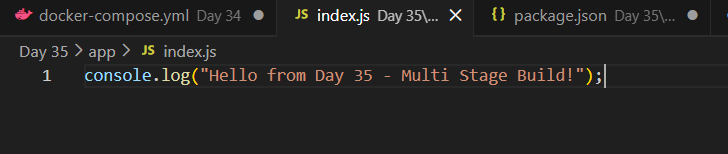 docker-compose.yml Day 34 JS index.js Day 35\... {} package.json Day 35\...
Day 35 > app > JS index.js
1 console.log("Hello from Day 35 - Multi Stage Build!");